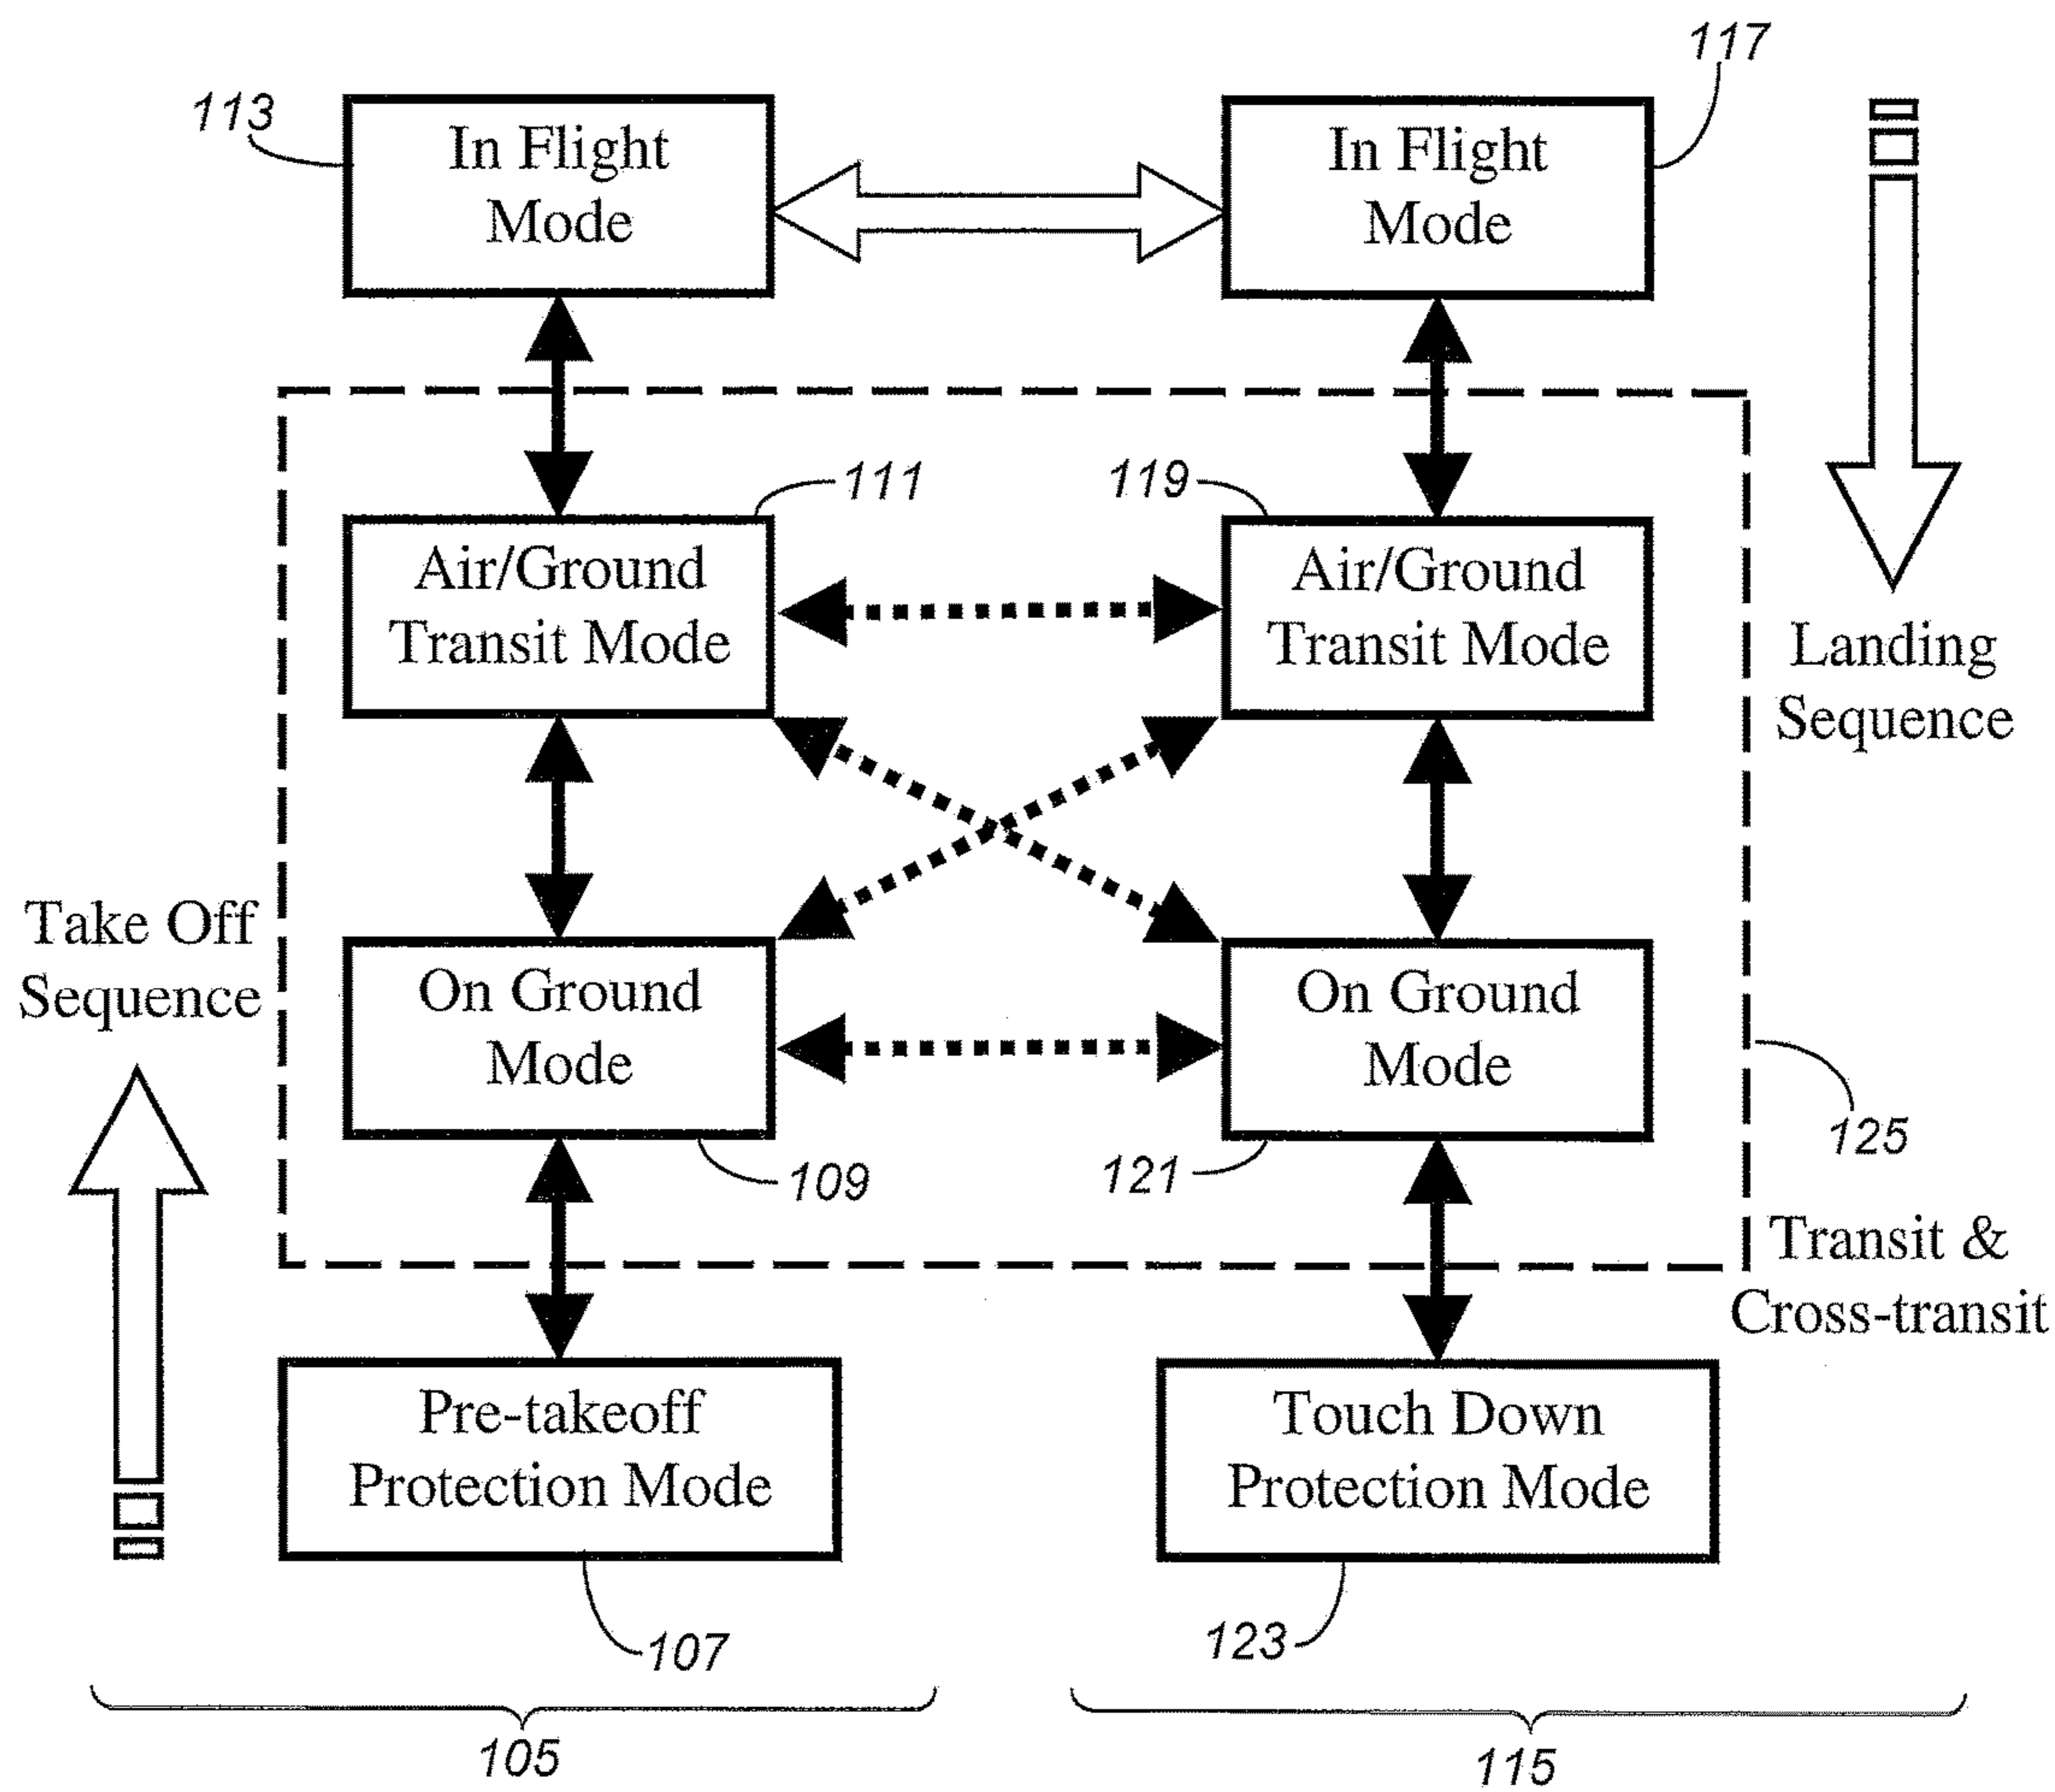 117
113
In Flight
Mode
In Flight
Mode
111
119
Air/Ground
Transit Mode
Air/Ground
Transit Mode
Landing
Sequence
Take Off
Sequence
On Ground
Mode
On Ground
Mode
125
109
121
Transit &
Cross-transit
Pre-takeoff
Protection Mode
Touch Down
Protection Mode
107
123
105
115